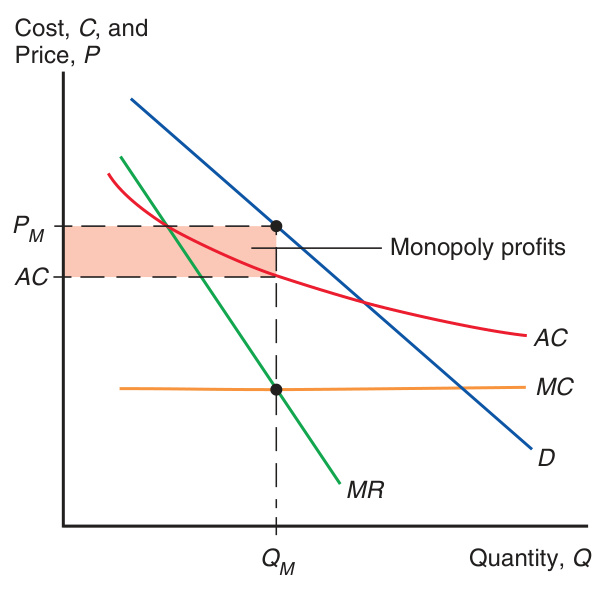 Cost, C, and
Price, P
P_M
Monopoly profits
AC
AC
MC
D
MR
Q_M
Quantity, Q